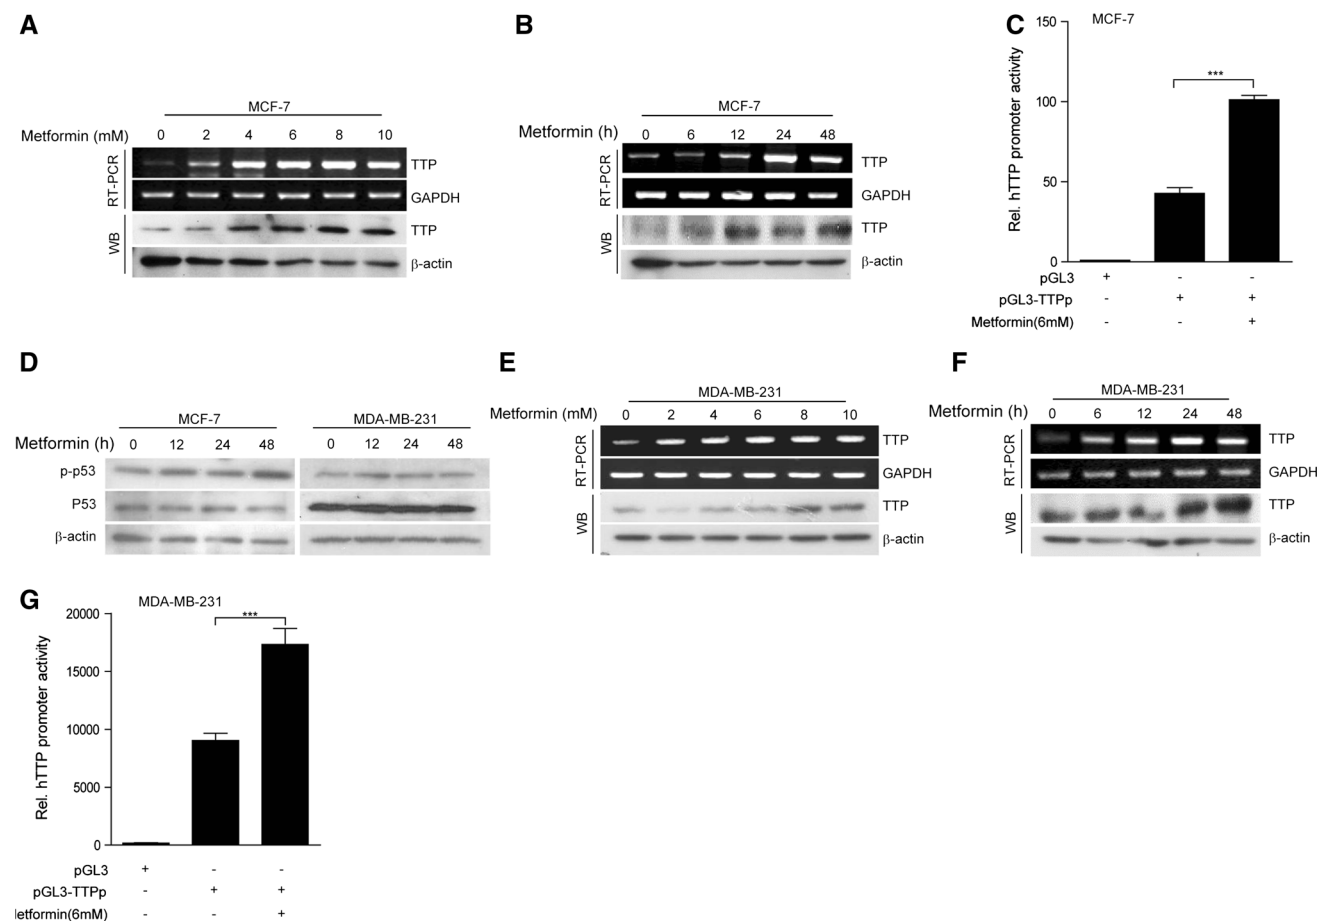 A
MCF-7
Metformin (mM) 0 2 4 6 8 10
RT-PCR
TTP
GAPDH
WB
TTP
β-actin
B
MCF-7
Metformin (h) 0 6 12 24 48
RT-PCR
TTP
GAPDH
WB
TTP
β-actin
C
MCF-7
Rel. hTTP promoter activity
150
100
50
0
***
pGL3 + - -
pGL3-TTPp - + +
Metformin(6mM) - - +
D
MCF-7 MDA-MB-231
Metformin (h) 0 12 24 48 0 12 24 48
p-p53
P53
β-actin
E
MDA-MB-231
Metformin (mM) 0 2 4 6 8 10
RT-PCR
TTP
GAPDH
WB
TTP
β-actin
F
MDA-MB-231
Metformin (h) 0 6 12 24 48
RT-PCR
TTP
GAPDH
WB
TTP
β-actin
G
MDA-MB-231
Rel. hTTP promoter activity
20000
15000
10000
5000
0
***
pGL3 + - -
pGL3-TTPp - + +
letformin(6mM) - - +